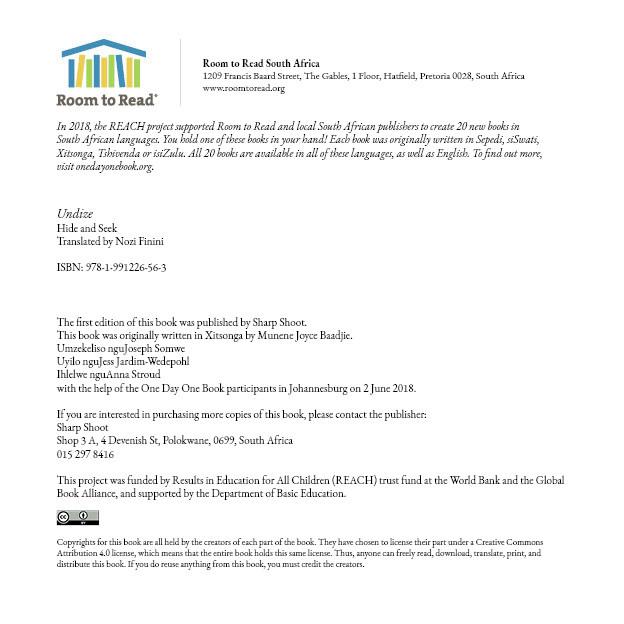 Room to Read®
Room to Read South Africa
1209 Francis Baard Street, The Gables, 1 Floor, Hatfield, Pretoria 0028, South Africa
www.roomtoread.org
In 2018, the REACH project supported Room to Read and local South African publishers to create 20 new books in
South African languages. You hold one of these books in your hand! Each book was originally written in Sepedi, siSwati,
Xitsonga, Tshivenda or isiZulu. All 20 books are available in all of these languages, as well as English. To find out more,
visit onedayonebook.org.
Undize
Hide and Seek
Translated by Nozi Finini
ISBN: 978-1-991226-56-3
The first edition of this book was published by Sharp Shoot.
This book was originally written in Xitsonga by Munene Joyce Baadjie.
Umzekeliso nguJoseph Somwe
Uyilo nguJess Jardim-Wedepohl
Ihlelwe nguAnna Stroud
with the help of the One Day One Book participants in Johannesburg on 2 June 2018.
If you are interested in purchasing more copies of this book, please contact the publisher:
Sharp Shoot
Shop 3 A, 4 Devenish St, Polokwane, 0699, South Africa
015 297 8416
This project was funded by Results in Education for All Children (REACH) trust fund at the World Bank and the Global
Book Alliance, and supported by the Department of Basic Education.
cc BY
Copyrights for this book are all held by the creators of each part of the book. They have chosen to license their part under a Creative Commons
Attribution 4.0 license, which means that the entire book holds this same license. Thus, anyone can freely read, download, translate, print, and
distribute this book. If you do reuse anything from this book, you must credit the creators.